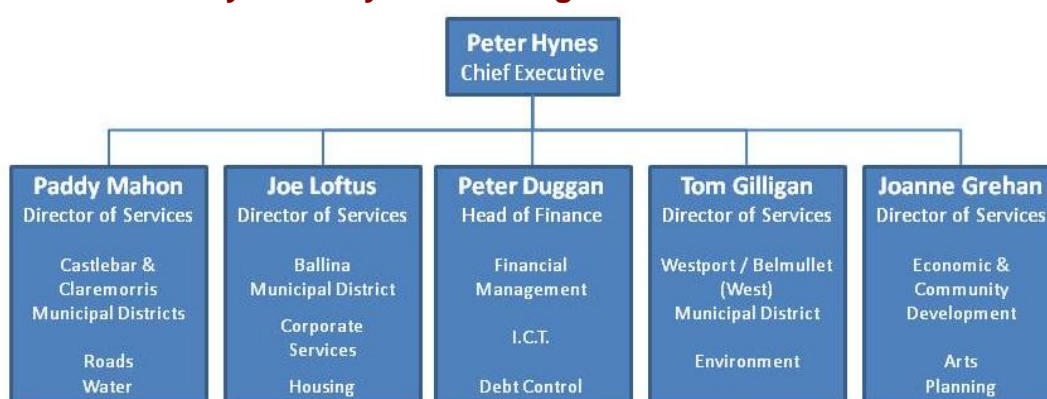 Peter Hynes
Chief Executive
Paddy Mahon
Director of Services
Castlebar &
Claremorris
Municipal Districts
Roads
Water
Joe Loftus
Director of Services
Ballina
Municipal District
Corporate
Services
Housing
Peter Duggan
Head of Finance
Financial
Management
I.C.T.
Debt Control
Tom Gilligan
Director of Services
Westport / Belmullet
(West)
Municipal District
Environment
Joanne Grehan
Director of Services
Economic &
Community
Development
Arts
Planning